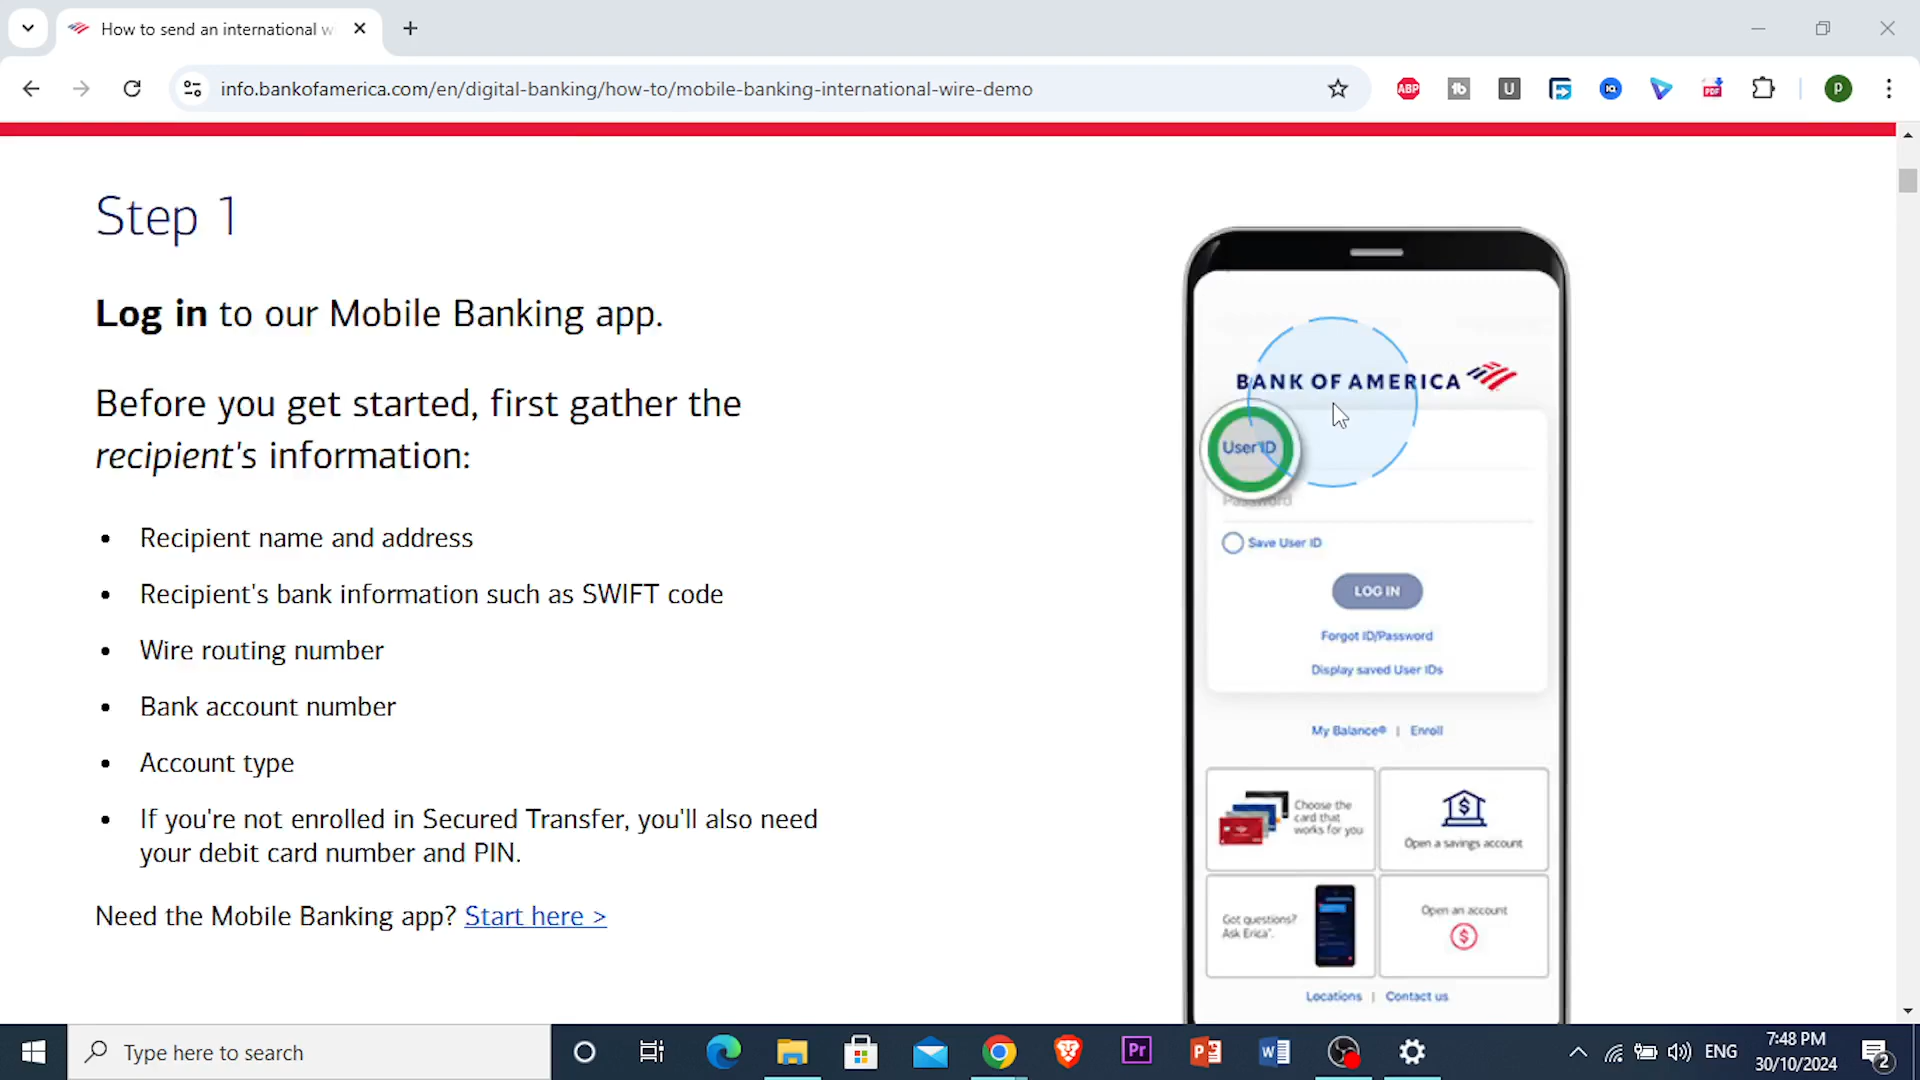 How to send an international w
info.bankofamerica.com/en/digital-banking/how-to/mobile-banking-international-wire-demo
ABP
U
PDF
P
Step 1
Log in to our Mobile Banking app.
Before you get started, first gather the
recipient's information:
• Recipient name and address
• Recipient's bank information such as SWIFT code
• Wire routing number
• Bank account number
• Account type
• If you're not enrolled in Secured Transfer, you'll also need
your debit card number and PIN.
Need the Mobile Banking app? Start here >
BANK OF AMERICA
User ID
Password
Save User ID
LOG IN
Forgot ID/Password
Display saved User IDs
My Balance® | Enroll
Choose the
card that
works for you
Open a savings account
Got questions?
Ask Erica®.
Open an account
Locations | Contact us
Type here to search
Pr
ENG
7:48 PM
30/10/2024
2